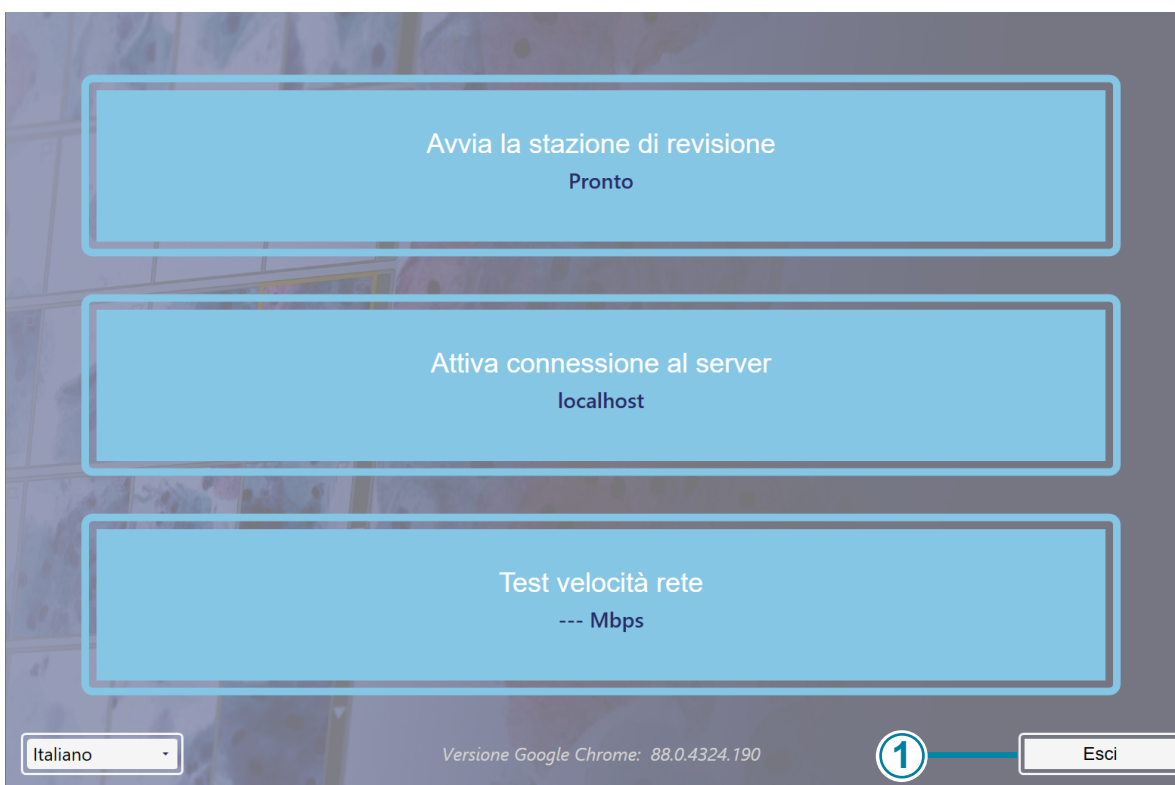 Avvia la stazione di revisione
Pronto
Attiva connessione al server
localhost
Test velocità rete
--- Mbps
Italiano
Versione Google Chrome: 88.0.4324.190
1
Esci